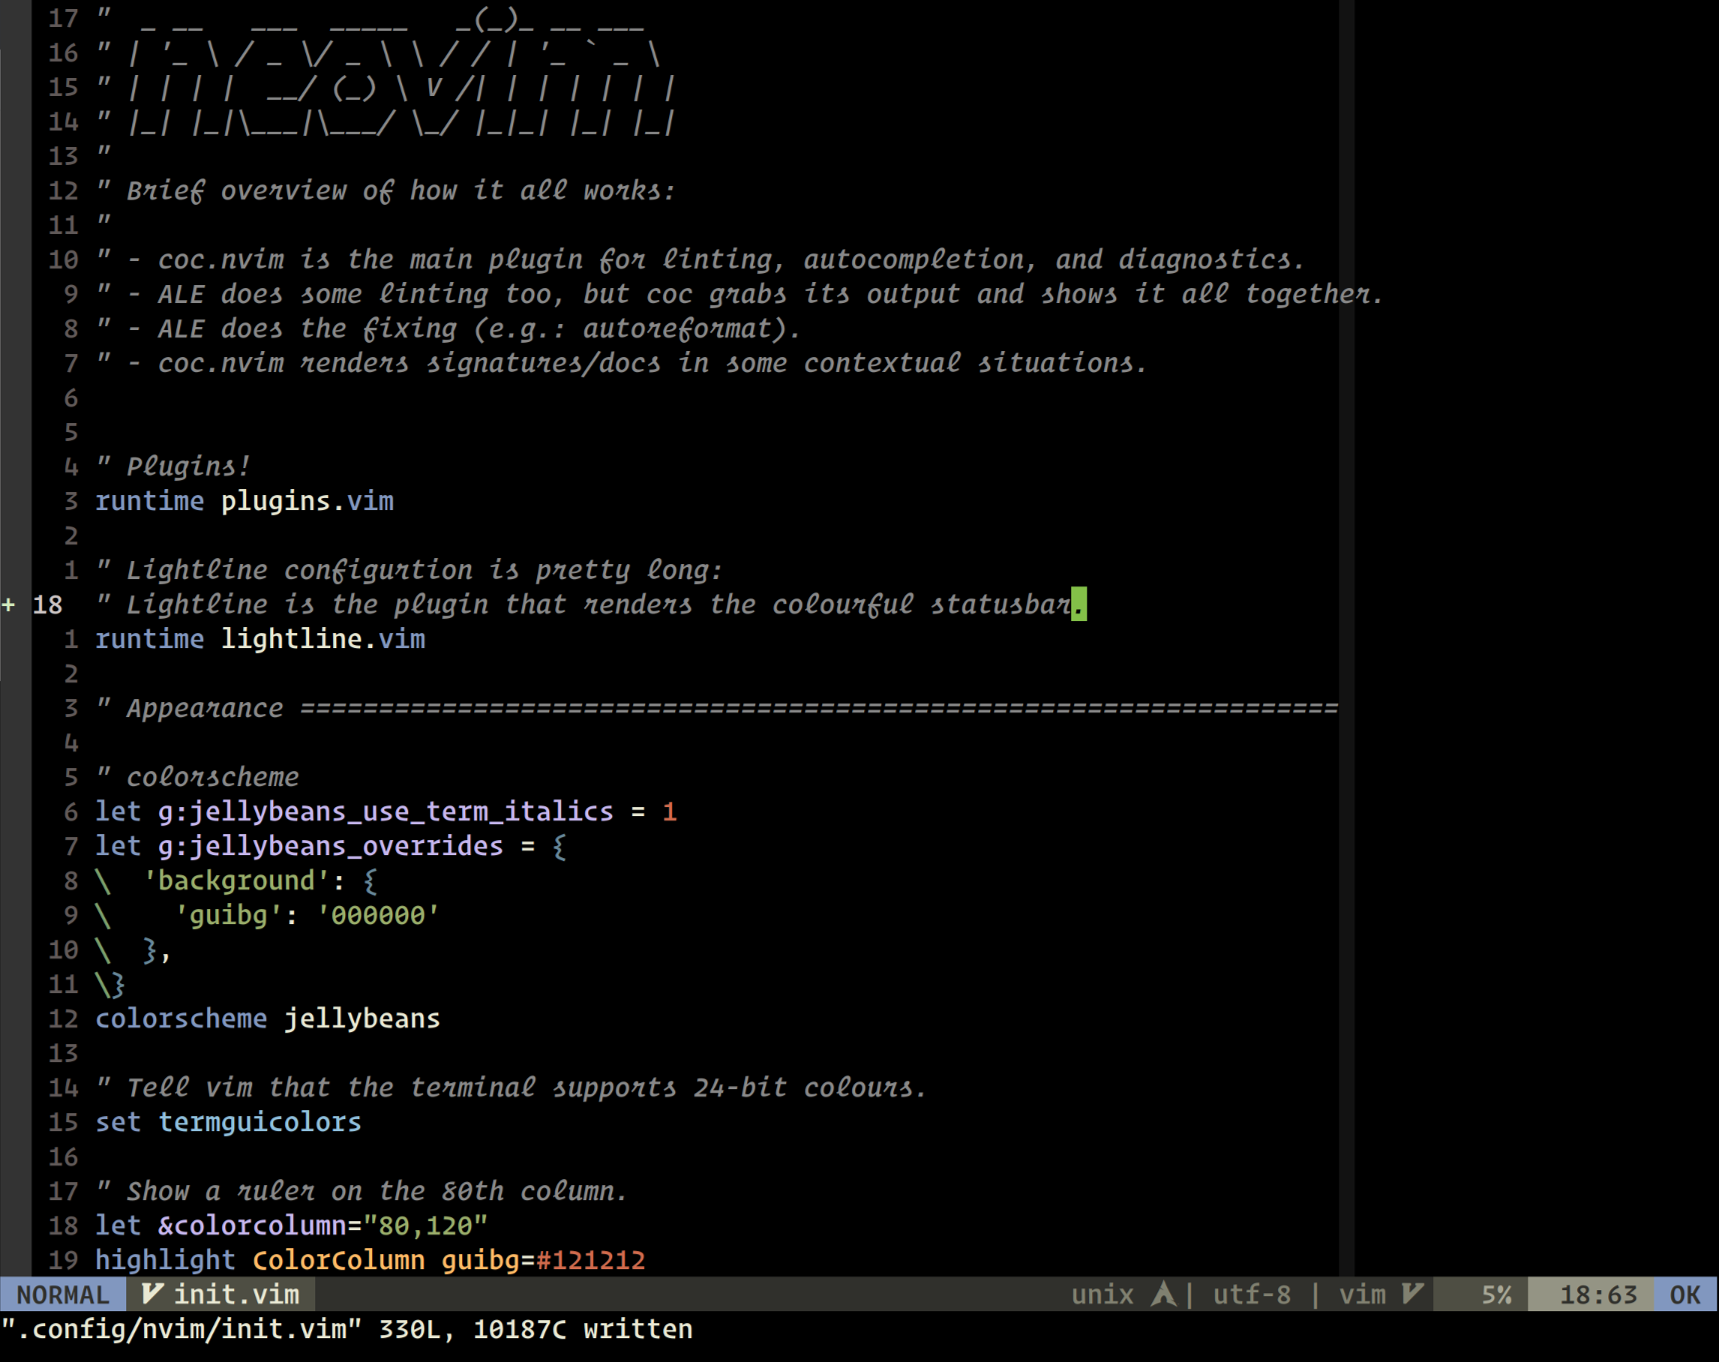 17 "  _ __   ___  _____   _(_)_ __ ___
16 " | '_ \ / _ \/ _ \ \ / / | '_ ` _ \
15 " | | | |  __/ (_) \ V /| | | | | | |
14 " |_| |_|\___|\___/ \_/ |_|_| |_| |_|
13 "
12 " Brief overview of how it all works:
11 "
10 " - coc.nvim is the main plugin for linting, autocompletion, and diagnostics.
9 " - ALE does some linting too, but coc grabs its output and shows it all together.
8 " - ALE does the fixing (e.g.: autoreformat).
7 " - coc.nvim renders signatures/docs in some contextual situations.
6
5
4 " Plugins!
3 runtime plugins.vim
2
1 " Lightline configurtion is pretty long:
+ 18 " Lightline is the plugin that renders the colourful statusbar.
1 runtime lightline.vim
2
3 " Appearance ==================================================================
4
5 " colorscheme
6 let g:jellybeans_use_term_italics = 1
7 let g:jellybeans_overrides = {
8 \  'background': {
9 \    'guibg': '000000'
10 \  },
11 \}
12 colorscheme jellybeans
13
14 " Tell vim that the terminal supports 24-bit colours.
15 set termguicolors
16
17 " Show a ruler on the 80th column.
18 let &colorcolumn="80,120"
19 highlight ColorColumn guibg=#121212
NORMAL init.vim unix | utf-8 | vim 5% 18:63 OK
".config/nvim/init.vim" 330L, 10187C written